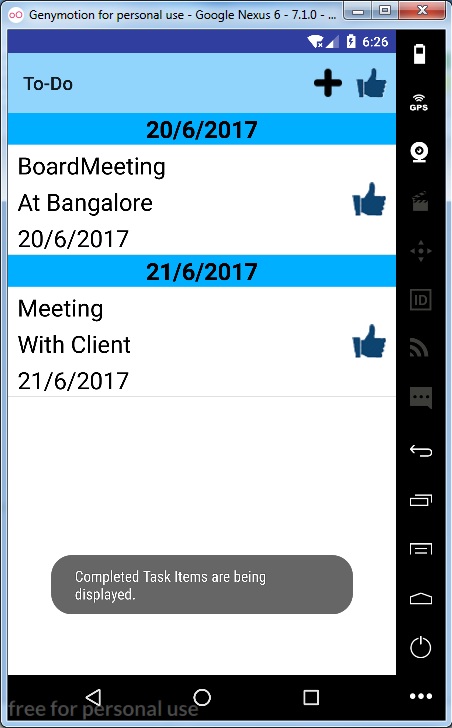 Genymotion for personal use - Google Nexus 6 - 7.1.0 - ...
6:26
To-Do
GPS
20/6/2017
BoardMeeting
At Bangalore
20/6/2017
21/6/2017
ID
Meeting
With Client
21/6/2017
Completed Task Items are being
displayed.
free for personal use